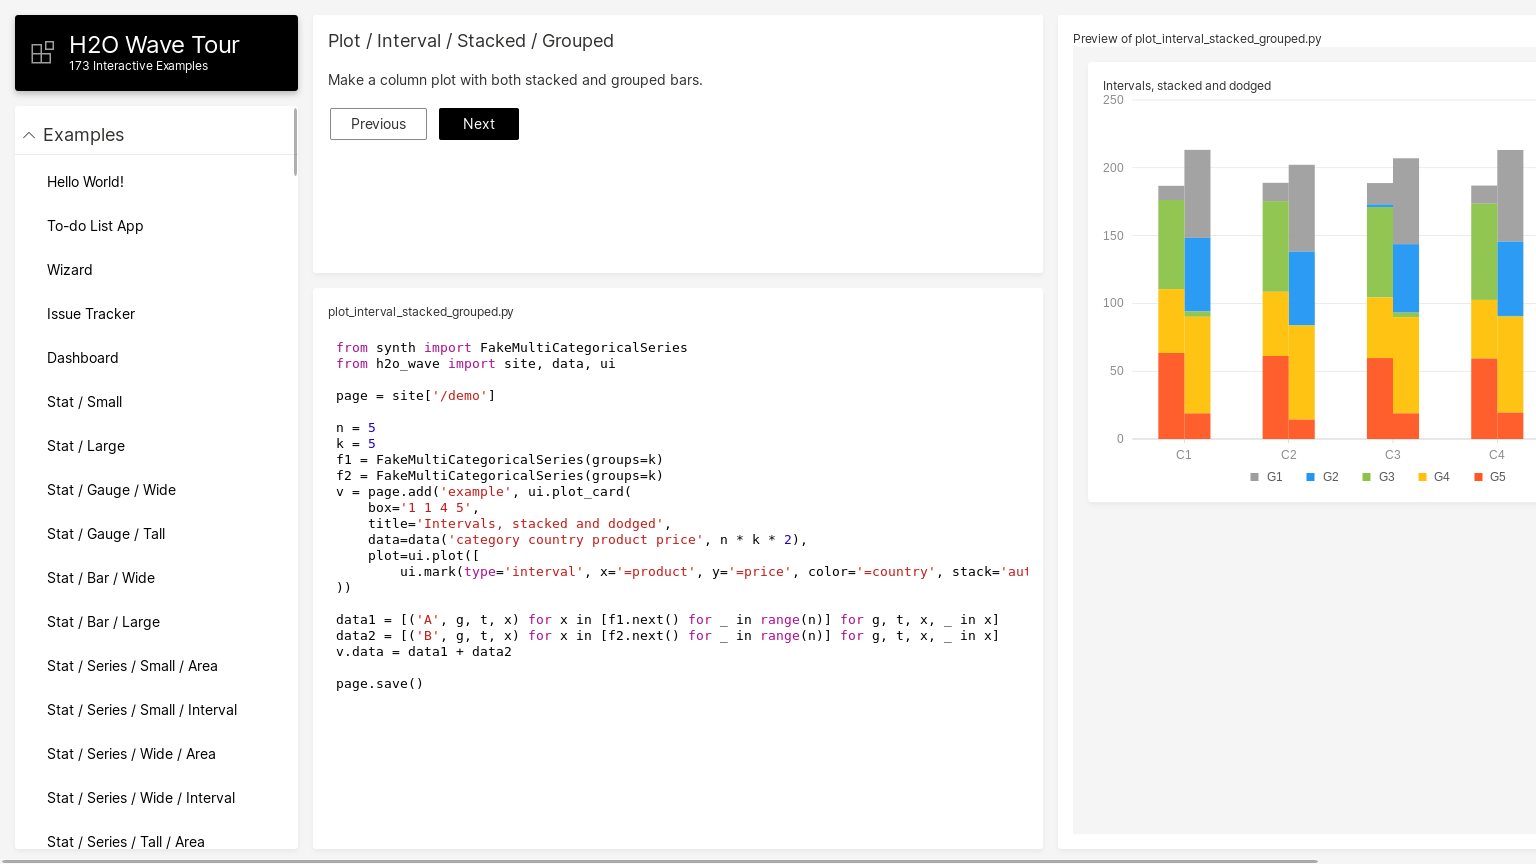 H2O Wave Tour
173 Interactive Examples
Examples
Hello World!
To-do List App
Wizard
Issue Tracker
Dashboard
Stat / Small
Stat / Large
Stat / Gauge / Wide
Stat / Gauge / Tall
Stat / Bar / Wide
Stat / Bar / Large
Stat / Series / Small / Area
Stat / Series / Small / Interval
Stat / Series / Wide / Area
Stat / Series / Wide / Interval
Stat / Series / Tall / Area
Plot / Interval / Stacked / Grouped
Make a column plot with both stacked and grouped bars.
Previous Next
plot_interval_stacked_grouped.py
from synth import FakeMultiCategoricalSeries
from h2o_wave import site, data, ui
page = site['/demo']
n = 5
k = 5
f1 = FakeMultiCategoricalSeries(groups=k)
f2 = FakeMultiCategoricalSeries(groups=k)
v = page.add('example', ui.plot_card(
    box='1 1 4 5',
    title='Intervals, stacked and dodged',
    data=data('category country product price', n * k * 2),
    plot=ui.plot([
        ui.mark(type='interval', x='=product', y='=price', color='=country', stack='aut
))
data1 = [('A', g, t, x) for x in [f1.next() for _ in range(n)] for g, t, x, _ in x]
data2 = [('B', g, t, x) for x in [f2.next() for _ in range(n)] for g, t, x, _ in x]
v.data = data1 + data2
page.save()
Preview of plot_interval_stacked_grouped.py
Intervals, stacked and dodged
250
200
150
100
50
0
C1 C2 C3 C4
G1 G2 G3 G4 G5